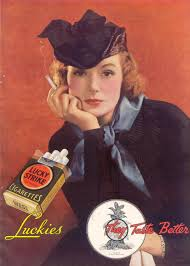 LUCKY
STRIKE
CIGARETTES
Luckies
They Taste Better